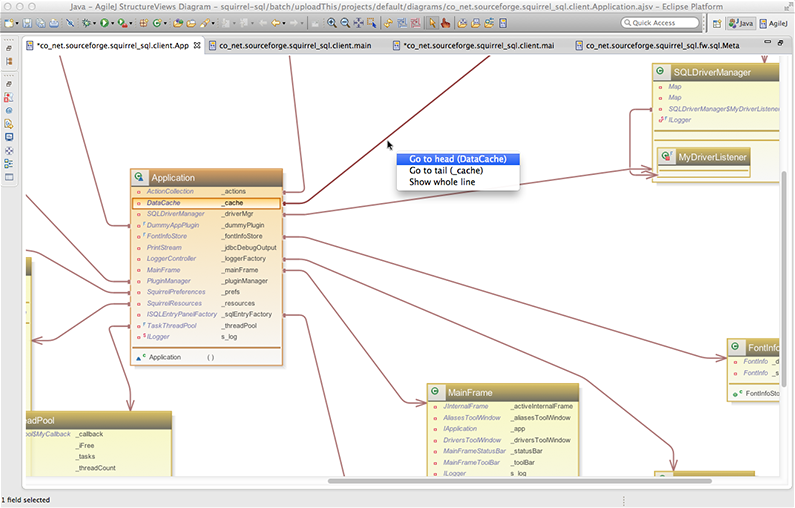 Java - AgileJ StructureViews Diagram - squirrel-sql/batch/uploadThis/projects/default/diagrams/co_net.sourceforge.squirrel_sql.client.Application.ajsv - Eclipse Platform
Quick Access
Java
AgileJ
*co_net.sourceforge.squirrel_sql.client.App
co_net.sourceforge.squirrel_sql.client.main
*co_net.sourceforge.squirrel_sql.client.mai
co_net.sourceforge.squirrel_sql.fw.sql.Meta
SQLDriverManager
Map
Map
SQLDriverManager$MyDriverListener
ILogger
MyDriverListener
Go to head (DataCache)
Go to tail (_cache)
Show whole line
Application
ActionCollection _actions
DataCache _cache
SQLDriverManager _driverMgr
DummyAppPlugin _dummyPlugin
FontInfoStore _fontInfoStore
PrintStream _jdbcDebugOutput
LoggerController _loggerFactory
MainFrame _mainFrame
PluginManager _pluginManager
SquirrelPreferences _prefs
SquirrelResources _resources
ISQLEntryPanelFactory _sqlEntryFactory
TaskThreadPool _threadPool
ILogger s_log
Application ( )
FontInfo
FontInfo _d
FontInfo _s
FontInfoSto
MainFrame
JInternalFrame _activeInternalFrame
AliasesToolWindow _aliasesToolWindow
IApplication _app
DriversToolWindow _driversToolWindow
MainFrameStatusBar _statusBar
MainFrameToolBar _toolBar
ILogger s_log
eadPool
ool$MyCallback _callback
_iFree
_tasks
_threadCount
1 field selected